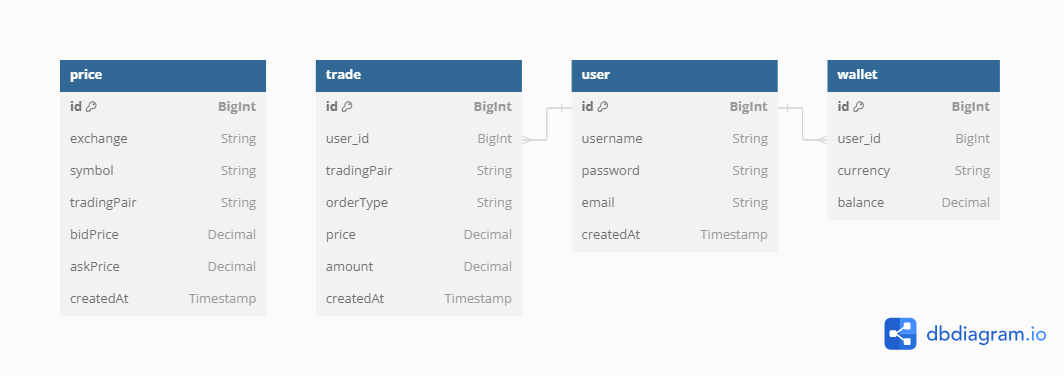 price
id BigInt
exchange String
symbol String
tradingPair String
bidPrice Decimal
askPrice Decimal
createdAt Timestamp
trade
id BigInt
user_id BigInt
tradingPair String
orderType String
price Decimal
amount Decimal
createdAt Timestamp
user
id BigInt
username String
password String
email String
createdAt Timestamp
wallet
id BigInt
user_id BigInt
currency String
balance Decimal
dbdiagram.io